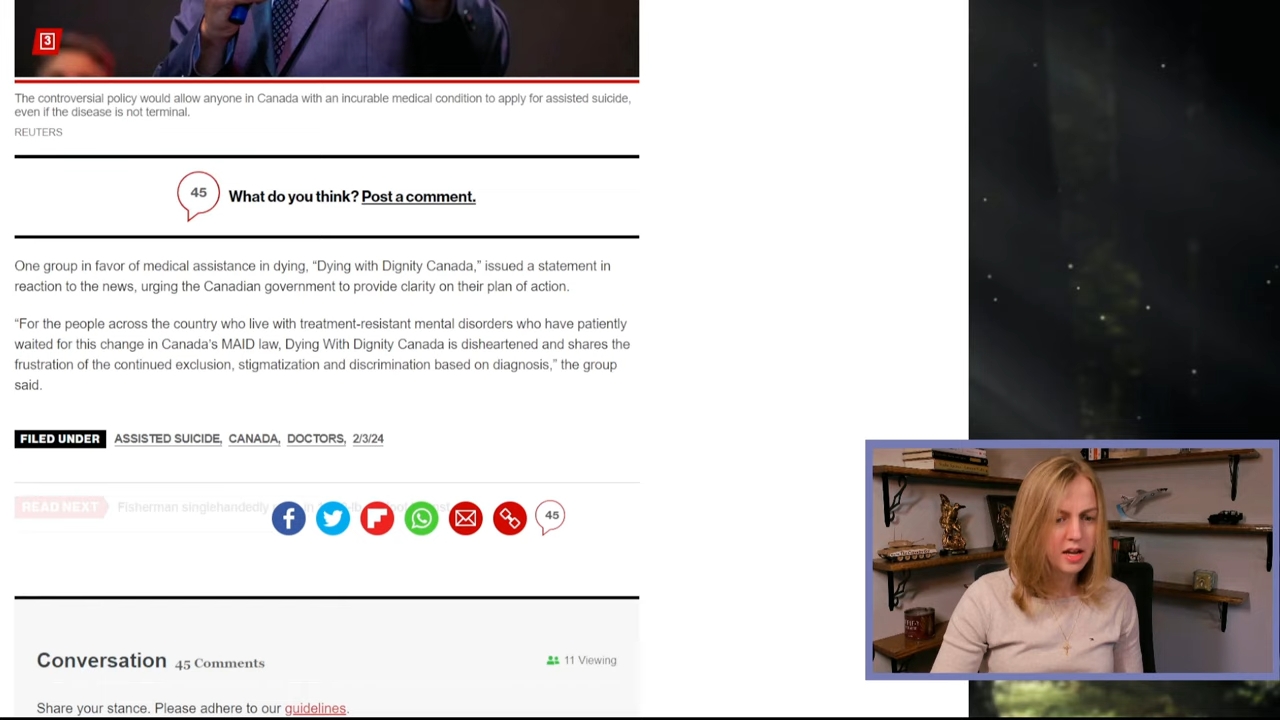 3
The controversial policy would allow anyone in Canada with an incurable medical condition to apply for assisted suicide,
even if the disease is not terminal.
REUTERS
45 What do you think? Post a comment.
One group in favor of medical assistance in dying, “Dying with Dignity Canada,” issued a statement in
reaction to the news, urging the Canadian government to provide clarity on their plan of action.
“For the people across the country who live with treatment-resistant mental disorders who have patiently
waited for this change in Canada’s MAID law, Dying With Dignity Canada is disheartened and shares the
frustration of the continued exclusion, stigmatization and discrimination based on diagnosis,” the group
said.
FILED UNDER ASSISTED SUICIDE, CANADA, DOCTORS, 2/3/24
READ NEXT Fisherman singlehandedly
45
Conversation 45 Comments 11 Viewing
Share your stance. Please adhere to our guidelines.